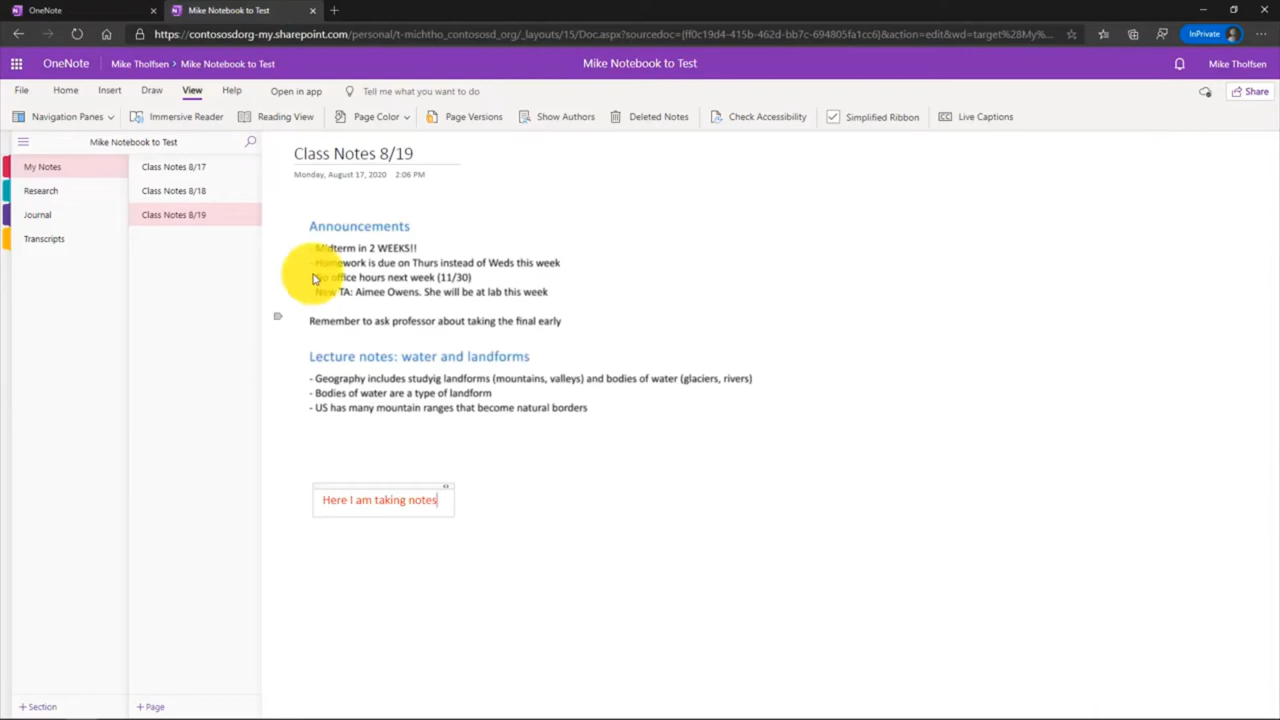 OneNote
Mike Notebook to Test
https://contososdorg-my.sharepoint.com/personal/t-michtho_contososd_org/_layouts/15/Doc.aspx?sourcedoc={ff0c19d4-415b-462d-bb7c-694805fa1cc6}&action=edit&wd=target%28My%...
InPrivate
OneNote
Mike Tholfsen > Mike Notebook to Test
Mike Notebook to Test
Mike Tholfsen
File Home Insert Draw View Help Open in app Tell me what you want to do Share
Navigation Panes Immersive Reader Reading View Page Color Page Versions Show Authors Deleted Notes Check Accessibility Simplified Ribbon Live Captions
Mike Notebook to Test
My Notes
Research
Journal
Transcripts
Class Notes 8/17
Class Notes 8/18
Class Notes 8/19
Class Notes 8/19
Monday, August 17, 2020 2:06 PM
Announcements
- Midterm in 2 WEEKS!!
- Homework is due on Thurs instead of Weds this week
- No office hours next week (11/30)
- New TA: Aimee Owens. She will be at lab this week
Remember to ask professor about taking the final early
Lecture notes: water and landforms
- Geography includes studyig landforms (mountains, valleys) and bodies of water (glaciers, rivers)
- Bodies of water are a type of landform
- US has many mountain ranges that become natural borders
Here I am taking notes
+ Section
+ Page